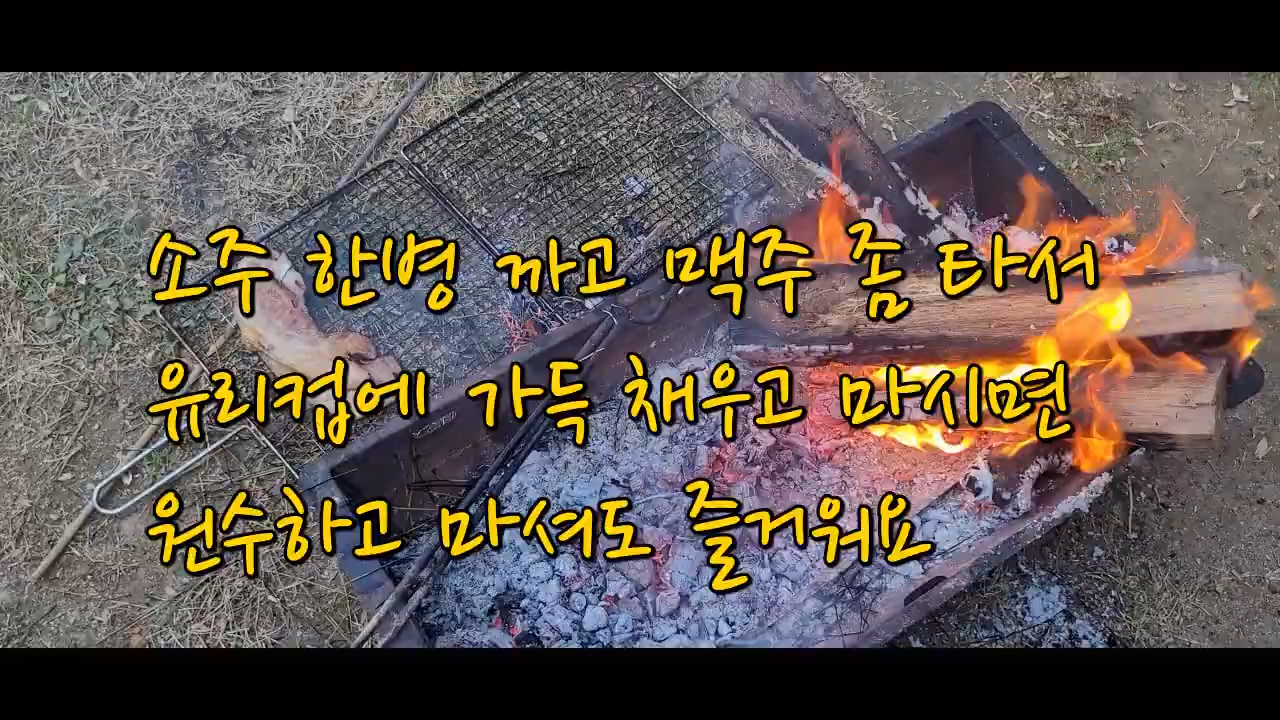 소주 한병 까고 맥주 좀 타서
유리컵에 가득 채우고 마시면
원수하고 마셔도 즐거워요